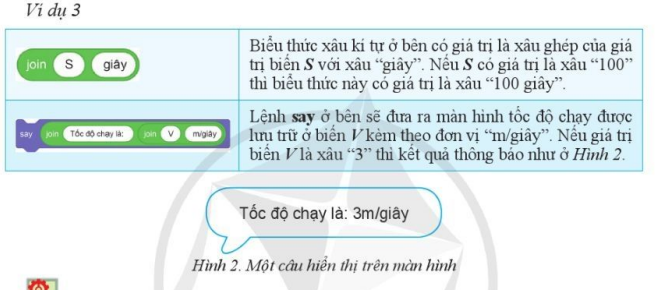 Ví dụ 3
join S giây
Biểu thức xâu kí tự ở bên có giá trị là xâu ghép của giá
trị biến S với xâu “giây”. Nếu S có giá trị là xâu “100”
thì biểu thức này có giá trị là xâu “100 giây”.
say join Tốc độ chạy là: join V m/giây
Lệnh say ở bên sẽ đưa ra màn hình tốc độ chạy được
lưu trữ ở biến V kèm theo đơn vị “m/giây”. Nếu giá trị
biến V là xâu “3” thì kết quả thông báo như ở Hình 2.
Tốc độ chạy là: 3m/giây
Hình 2. Một câu hiển thị trên màn hình